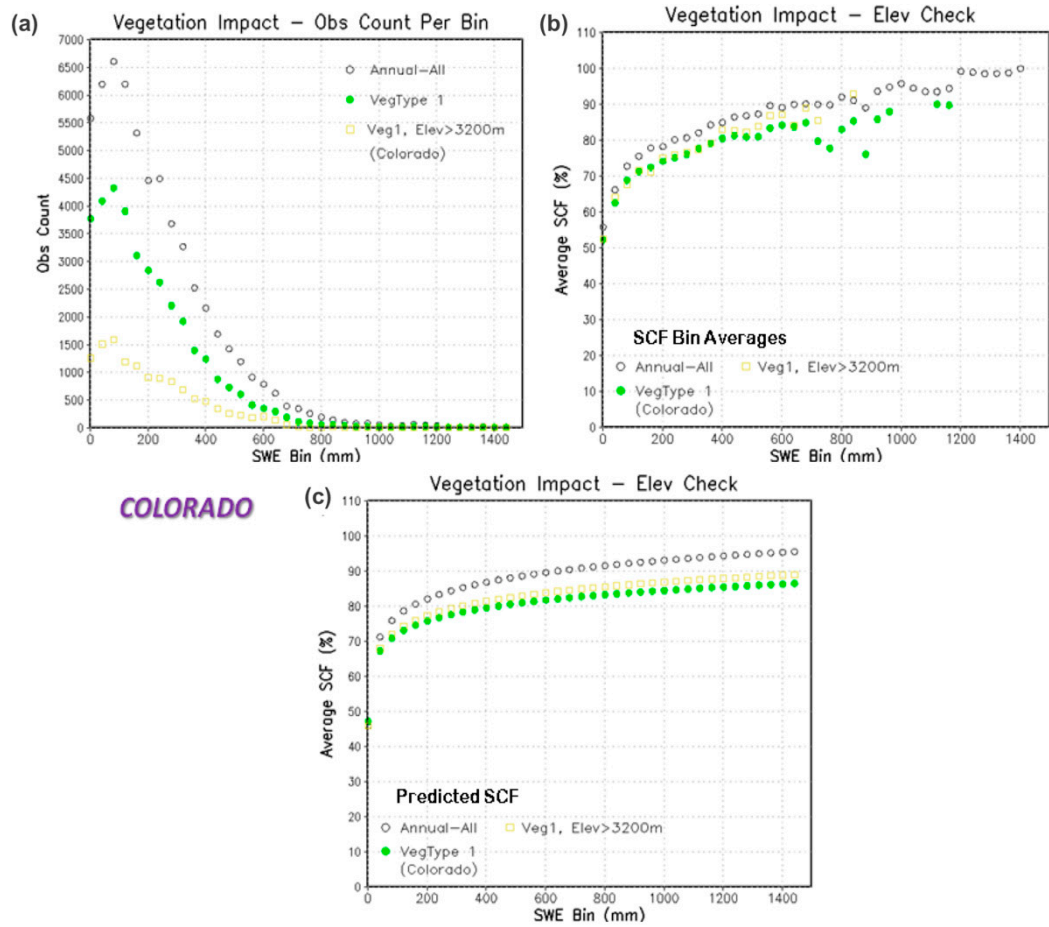 (a)
Vegetation Impact − Obs Count Per Bin
7000
6500
6000
5500
5000
4500
4000
3500
3000
2500
2000
1500
1000
500
0
Obs Count
Annual−All
VegType 1
Veg1, Elev>3200m
(Colorado)
0 200 400 600 800 1000 1200 1400
SWE Bin (mm)
(b)
Vegetation Impact − Elev Check
110
100
90
80
70
60
50
40
30
20
10
0
Average SCF (%)
SCF Bin Averages
Annual−All Veg1, Elev>3200m
VegType 1
(Colorado)
0 200 400 600 800 1000 1200 1400
SWE Bin (mm)
COLORADO
(c)
Vegetation Impact − Elev Check
110
100
90
80
70
60
50
40
30
20
10
0
Average SCF (%)
Predicted SCF
Annual−All Veg1, Elev>3200m
VegType 1
(Colorado)
0 200 400 600 800 1000 1200 1400
SWE Bin (mm)